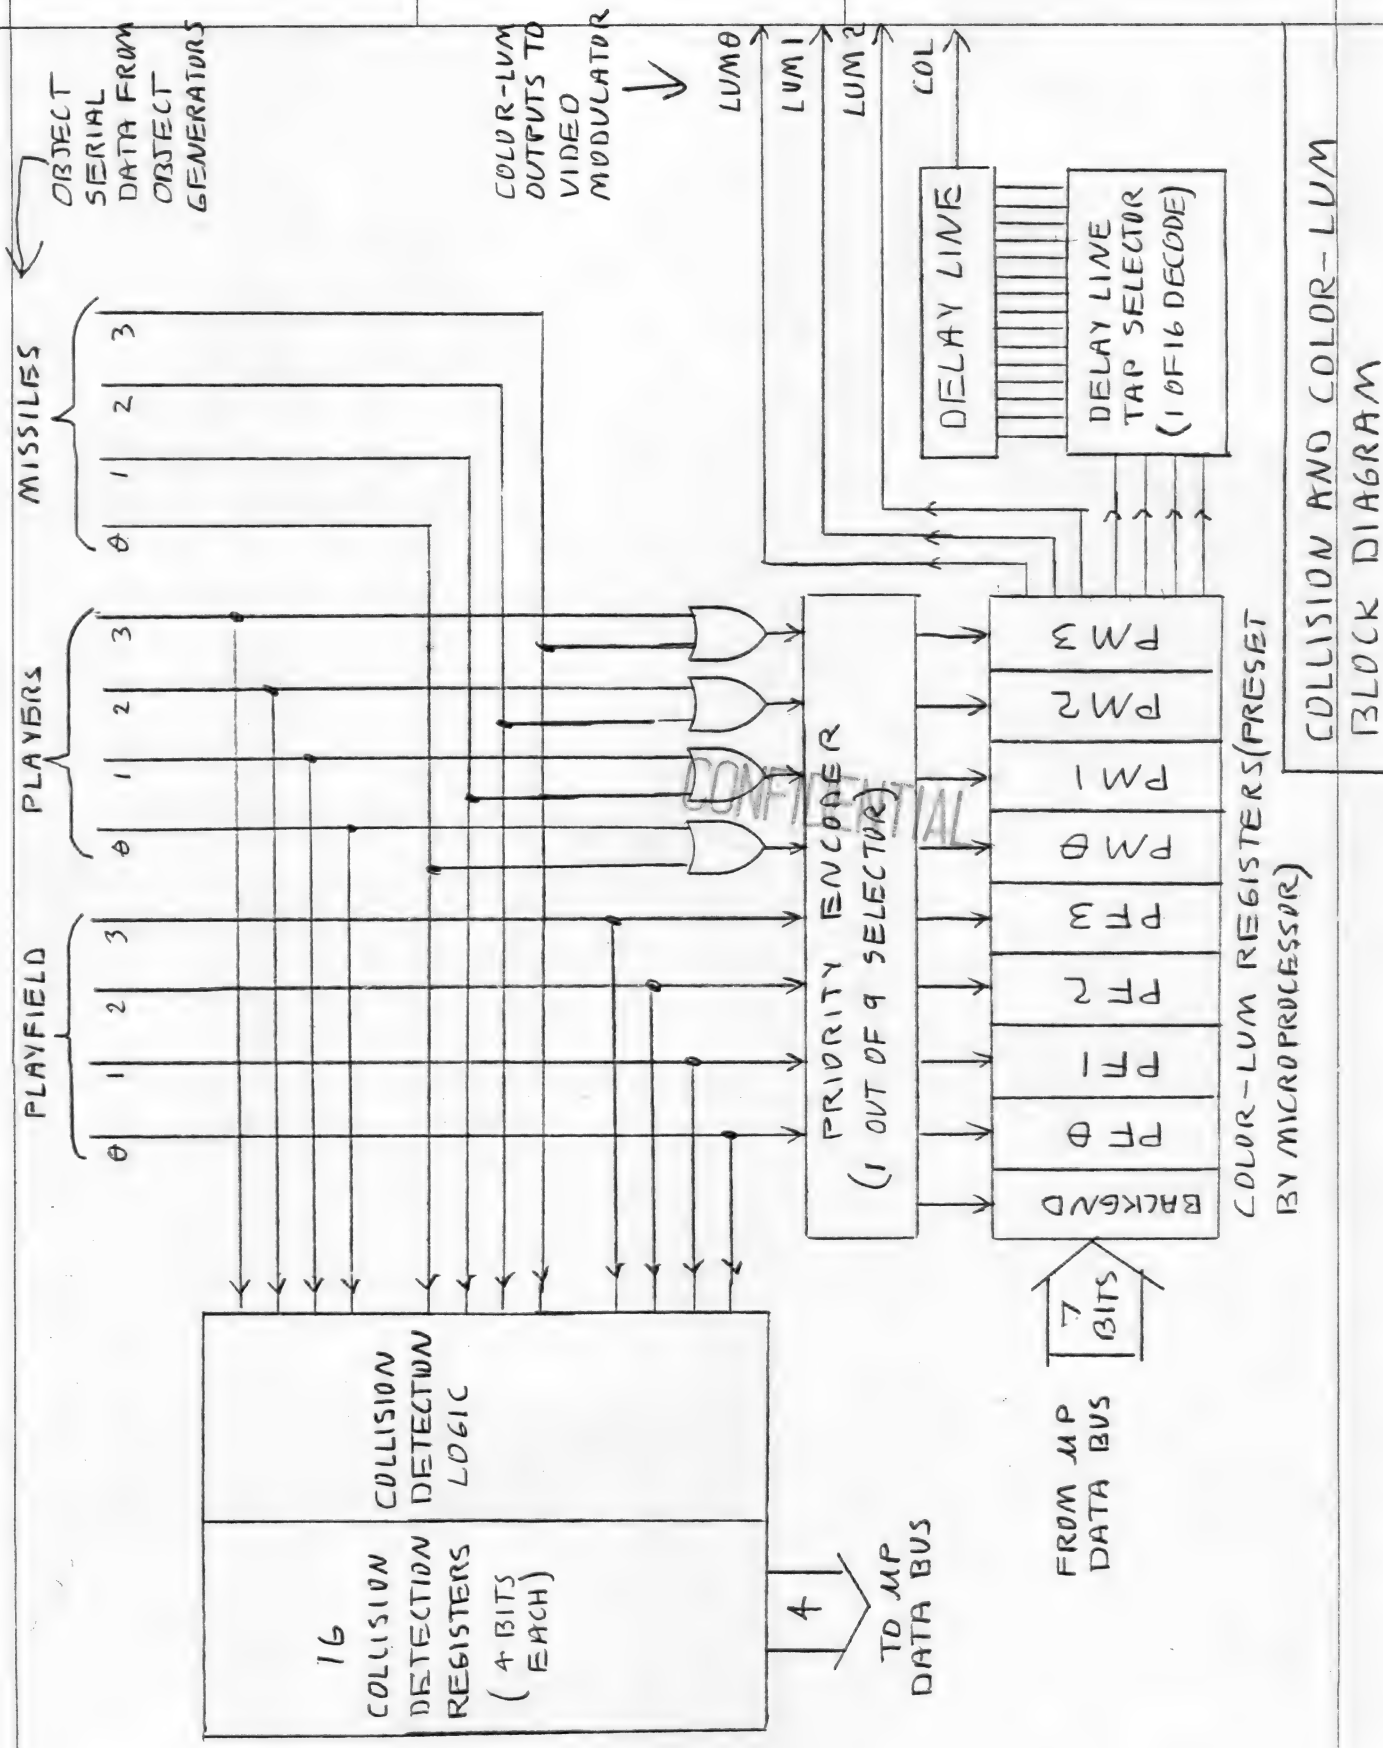 OBJECT
SERIAL
DATA FROM
OBJECT
GENERATORS
COLOR-LUM
OUTPUTS TO
VIDEO
MODULATOR
PLAYFIELD
PLAYERS
MISSILES
0 1 2 3
0 1 2 3
0 1 2 3
LUM0
LUM1
LUM2
COL
16
COLLISION
DETECTION
REGISTERS
(4 BITS
EACH)
COLLISION
DETECTION
LOGIC
4
TO MP
DATA BUS
PRIORITY ENCODER
(1 OUT OF 9 SELECTOR)
CONFIDENTIAL
DELAY LINE
DELAY LINE
TAP SELECTOR
(1 OF 16 DECODE)
BACKGND
PF0
PF1
PF2
PF3
PM0
PM1
PM2
PM3
7
BITS
FROM MP
DATA BUS
COLOR-LUM REGISTERS(PRESET
BY MICROPROCESSOR)
COLLISION AND COLOR-LUM
BLOCK DIAGRAM